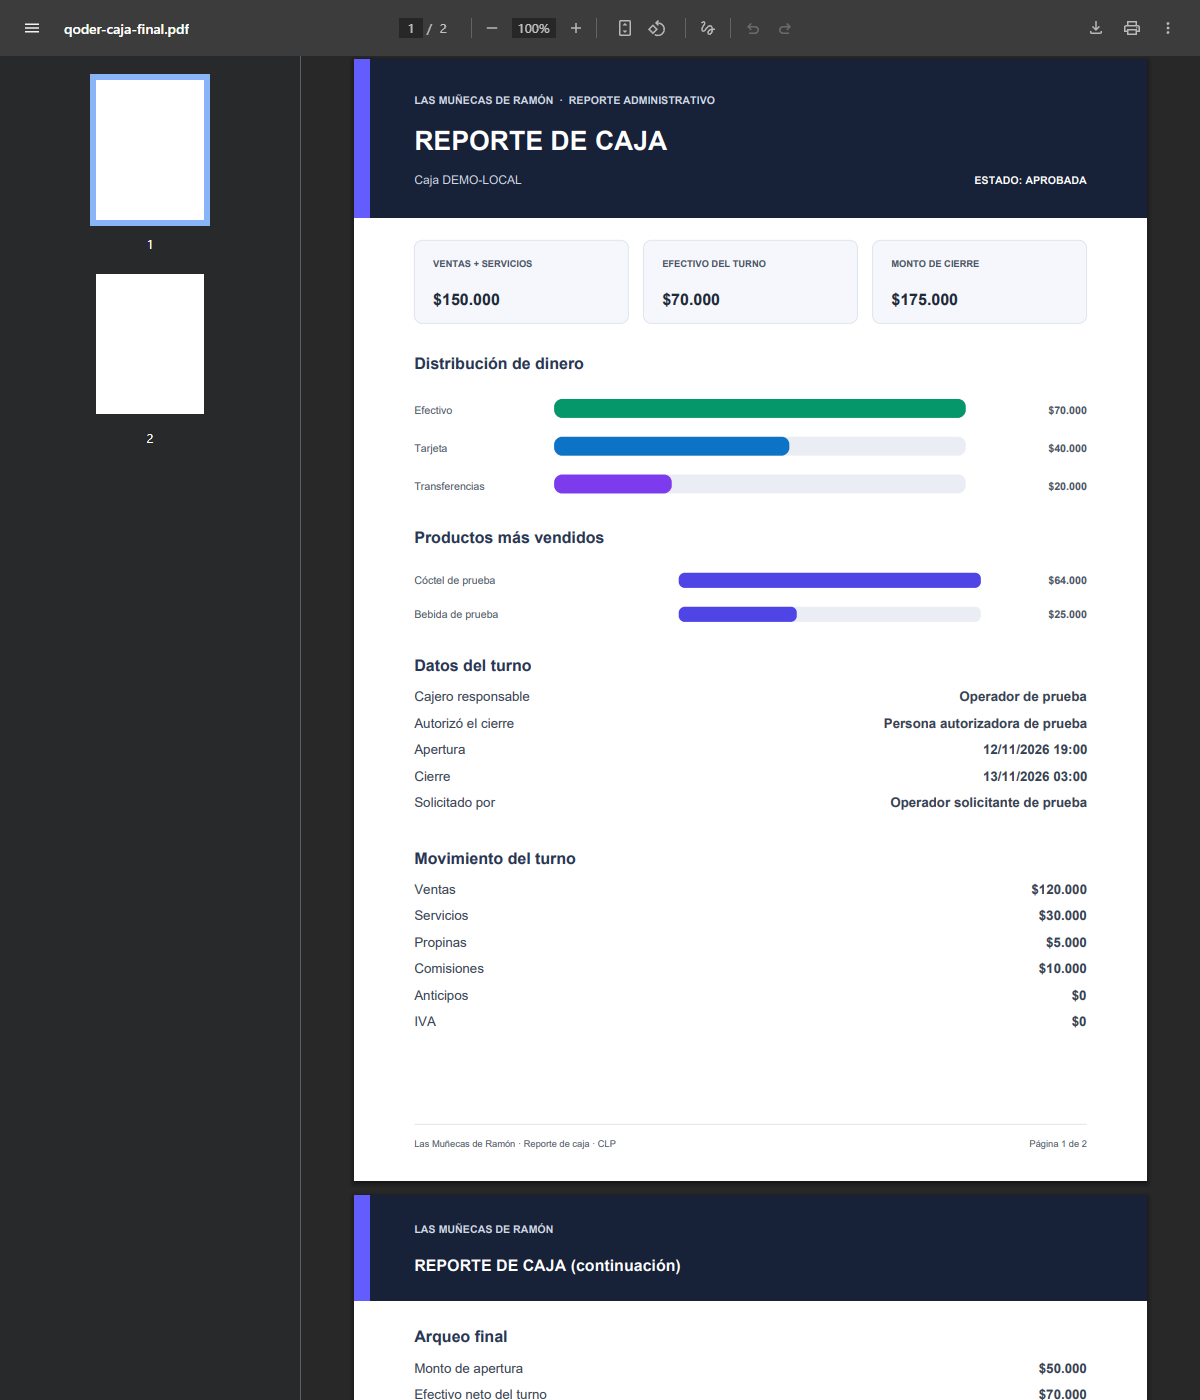 qoder-caja-final.pdf
1 / 2
100%
1
2
LAS MUÑECAS DE RAMÓN · REPORTE ADMINISTRATIVO
REPORTE DE CAJA
Caja DEMO-LOCAL
ESTADO: APROBADA
VENTAS + SERVICIOS
$150.000
EFECTIVO DEL TURNO
$70.000
MONTO DE CIERRE
$175.000
Distribución de dinero
Efectivo $70.000
Tarjeta $40.000
Transferencias $20.000
Productos más vendidos
Cóctel de prueba $64.000
Bebida de prueba $25.000
Datos del turno
Cajero responsable Operador de prueba
Autorizó el cierre Persona autorizadora de prueba
Apertura 12/11/2026 19:00
Cierre 13/11/2026 03:00
Solicitado por Operador solicitante de prueba
Movimiento del turno
Ventas $120.000
Servicios $30.000
Propinas $5.000
Comisiones $10.000
Anticipos $0
IVA $0
Las Muñecas de Ramón · Reporte de caja · CLP Página 1 de 2
LAS MUÑECAS DE RAMÓN
REPORTE DE CAJA (continuación)
Arqueo final
Monto de apertura $50.000
Efectivo neto del turno $70.000